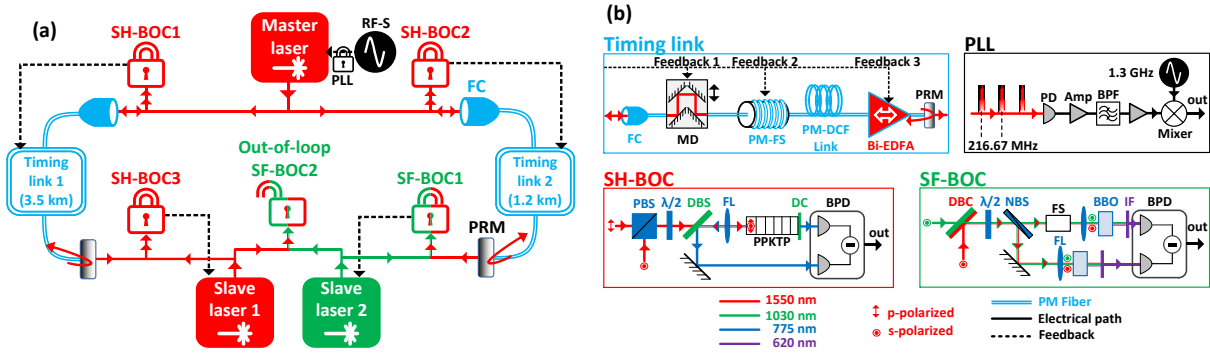 (a)
SH-BOC1
Master
laser
PLL
RF-S
SH-BOC2
FC
Timing
link 1
(3.5 km)
Out-of-loop
SF-BOC2
SH-BOC3
SF-BOC1
Timing
link 2
(1.2 km)
PRM
Slave
laser 1
Slave
laser 2
(b)
Timing link
Feedback 1
Feedback 2
Feedback 3
PRM
FC
MD
PM-FS
PM-DCF
Link
Bi-EDFA
PLL
1.3 GHz
PD
Amp
BPF
out
Mixer
216.67 MHz
SH-BOC
PBS
λ/2
DBS
FL
DC
BPD
PPKTP
out
SF-BOC
DBC
λ/2
NBS
FS
BBO
IF
BPD
FL
out
1550 nm
1030 nm
775 nm
620 nm
p-polarized
s-polarized
PM Fiber
Electrical path
Feedback